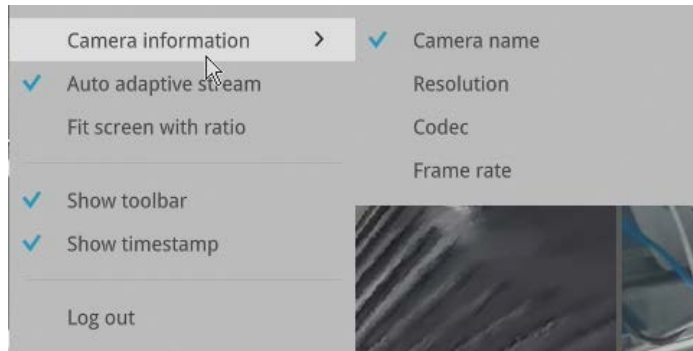 Camera information
Auto adaptive stream
Fit screen with ratio
Show toolbar
Show timestamp
Log out
Camera name
Resolution
Codec
Frame rate